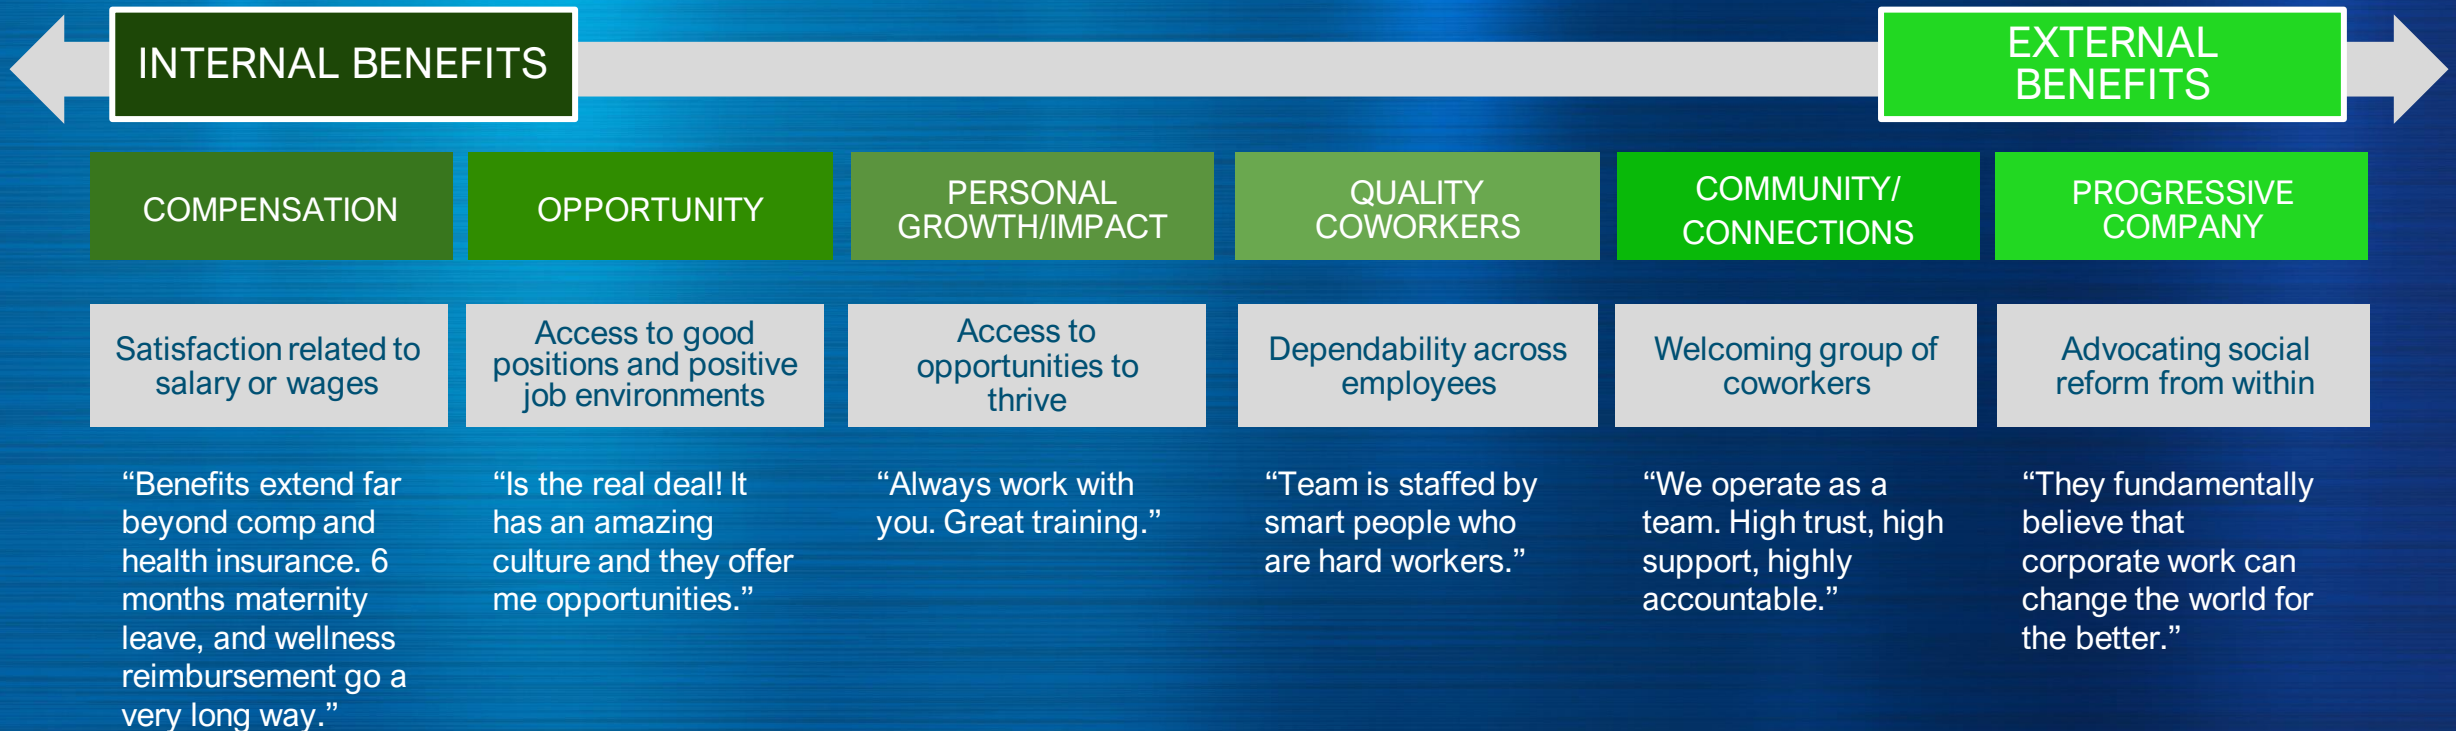 INTERNAL BENEFITS
EXTERNAL
BENEFITS
COMPENSATION
OPPORTUNITY
PERSONAL
GROWTH/IMPACT
QUALITY
COWORKERS
COMMUNITY/
CONNECTIONS
PROGRESSIVE
COMPANY
Satisfaction related to
salary or wages
Access to good
positions and positive
job environments
Access to
opportunities to
thrive
Dependability across
employees
Welcoming group of
coworkers
Advocating social
reform from within
“Benefits extend far
beyond comp and
health insurance. 6
months maternity
leave, and wellness
reimbursement go a
very long way.”
“Is the real deal! It
has an amazing
culture and they offer
me opportunities.”
“Always work with
you. Great training.”
“Team is staffed by
smart people who
are hard workers.”
“We operate as a
team. High trust, high
support, highly
accountable.”
“They fundamentally
believe that
corporate work can
change the world for
the better.”